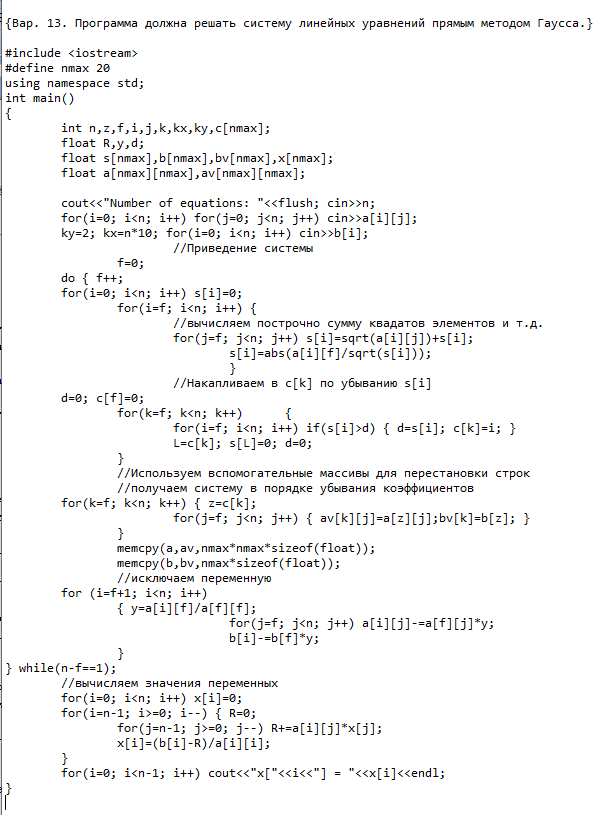 {Вар. 13. Программа должна решать систему линейных уравнений прямым методом Гаусса.}
#include <iostream>
#define nmax 20
using namespace std;
int main()
{
int n,z,f,i,j,k,kx,ky,c[nmax];
float R,y,d;
float s[nmax],b[nmax],bv[nmax],x[nmax];
float a[nmax][nmax],av[nmax][nmax];
cout<<"Number of equations: "<<flush; cin>>n;
for(i=0; i<n; i++) for(j=0; j<n; j++) cin>>a[i][j];
ky=2; kx=n*10; for(i=0; i<n; i++) cin>>b[i];
//Приведение системы
f=0;
do { f++;
for(i=0; i<n; i++) s[i]=0;
for(i=f; i<n; i++) {
//вычисляем построчно сумму квадатов элементов и т.д.
for(j=f; j<n; j++) s[i]=sqrt(a[i][j])+s[i];
s[i]=abs(a[i][f]/sqrt(s[i]));
}
//Накапливаем в c[k] по убыванию s[i]
d=0; c[f]=0;
for(k=f; k<n; k++) {
for(i=f; i<n; i++) if(s[i]>d) { d=s[i]; c[k]=i; }
L=c[k]; s[L]=0; d=0;
}
//Используем вспомогательные массивы для перестановки строк
//получаем систему в порядке убывания коэффициентов
for(k=f; k<n; k++) { z=c[k];
for(j=f; j<n; j++) { av[k][j]=a[z][j];bv[k]=b[z]; }
}
memcpy(a,av,nmax*nmax*sizeof(float));
memcpy(b,bv,nmax*sizeof(float));
//исключаем переменную
for (i=f+1; i<n; i++)
{ y=a[i][f]/a[f][f];
for(j=f; j<n; j++) a[i][j]-=a[f][j]*y;
b[i]-=b[f]*y;
}
} while(n-f==1);
//вычисляем значения переменных
for(i=0; i<n; i++) x[i]=0;
for(i=n-1; i>=0; i--) { R=0;
for(j=n-1; j>=0; j--) R+=a[i][j]*x[j];
x[i]=(b[i]-R)/a[i][i];
}
for(i=0; i<n-1; i++) cout<<"x["<<i<<"] = "<<x[i]<<endl;
}